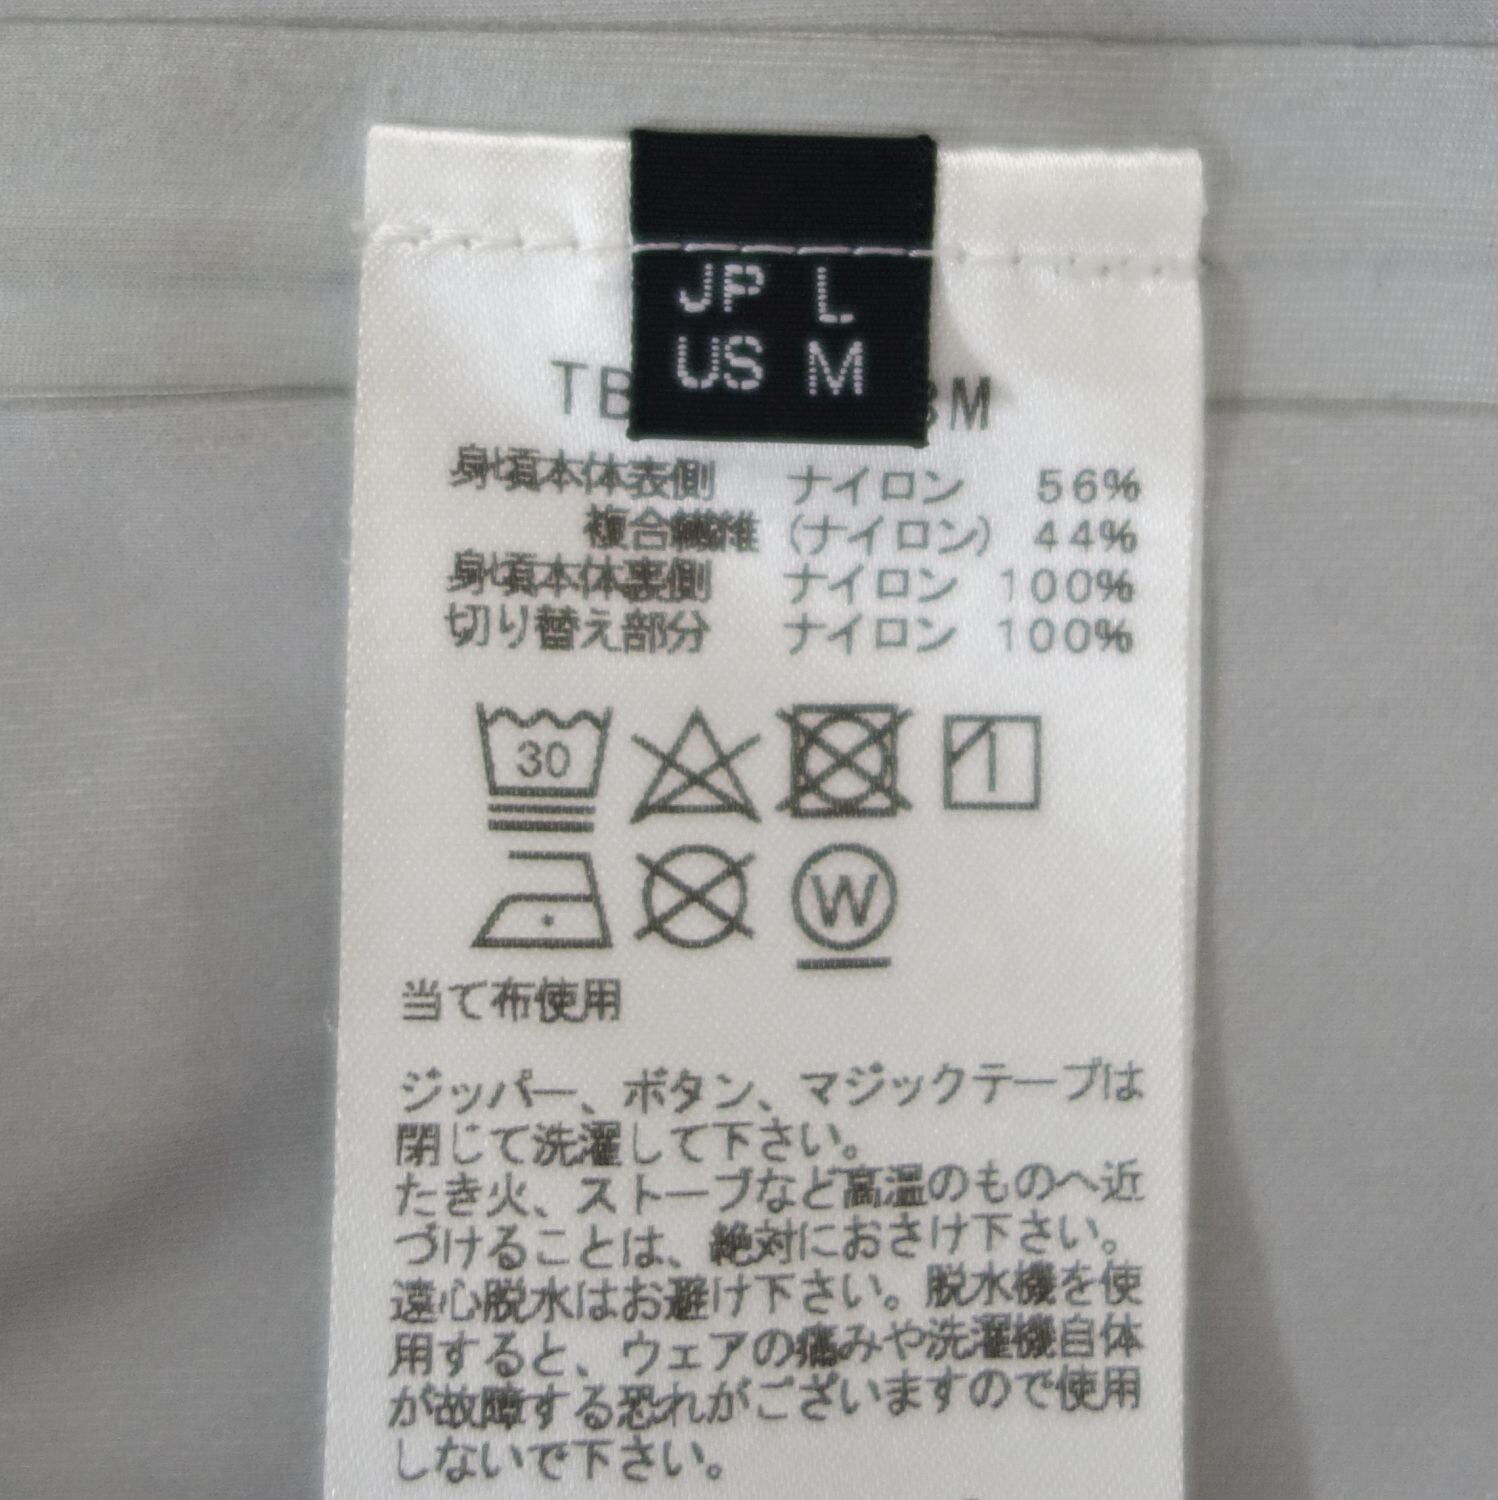 JP L
US M
TB
3M
身頃本体表側 ナイロン 56%
複合繊維 (ナイロン) 44%
身頃本体裏側 ナイロン 100%
切り替え部分 ナイロン 100%
30
W
当て布使用
ジッパー、ボタン、マジックテープは
閉じて洗濯して下さい。
たき火、ストーブなど高温のものへ近
づけることは、絶対におさけ下さい。
遠心脱水はお避け下さい。脱水機を使
用すると、ウェアの痛みや洗濯機自体
が故障する恐れがございますので使用
しないで下さい。